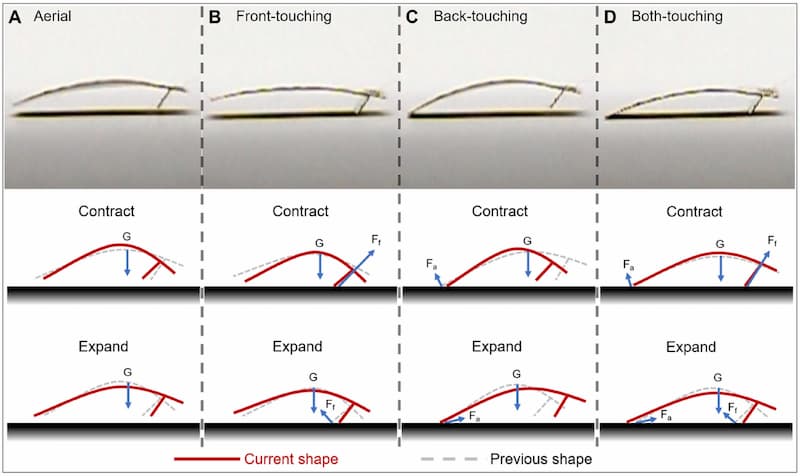 A Aerial
B Front-touching
C Back-touching
D Both-touching
Contract
Contract
Contract
Contract
G
G
Ff
Fa
G
Fa
G
Ff
Expand
Expand
Expand
Expand
G
G
Ff
G
Fa
G
Fa
Ff
Current shape
Previous shape